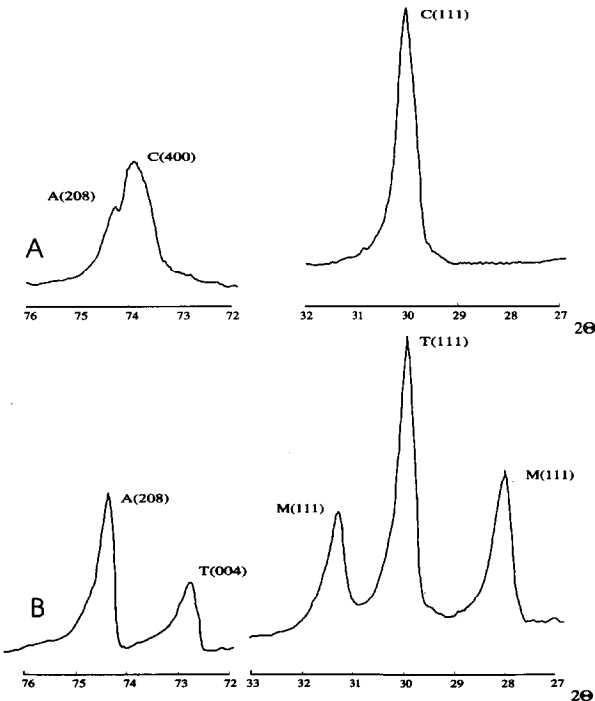 C(111)
C(400)
A(208)
A
76 75 74 73 72
32 31 30 29 28 27
2Θ
T(111)
A(208)
M(111)
M(111)
T(004)
B
76 75 74 73 72
33 32 31 30 29 28 27
2Θ